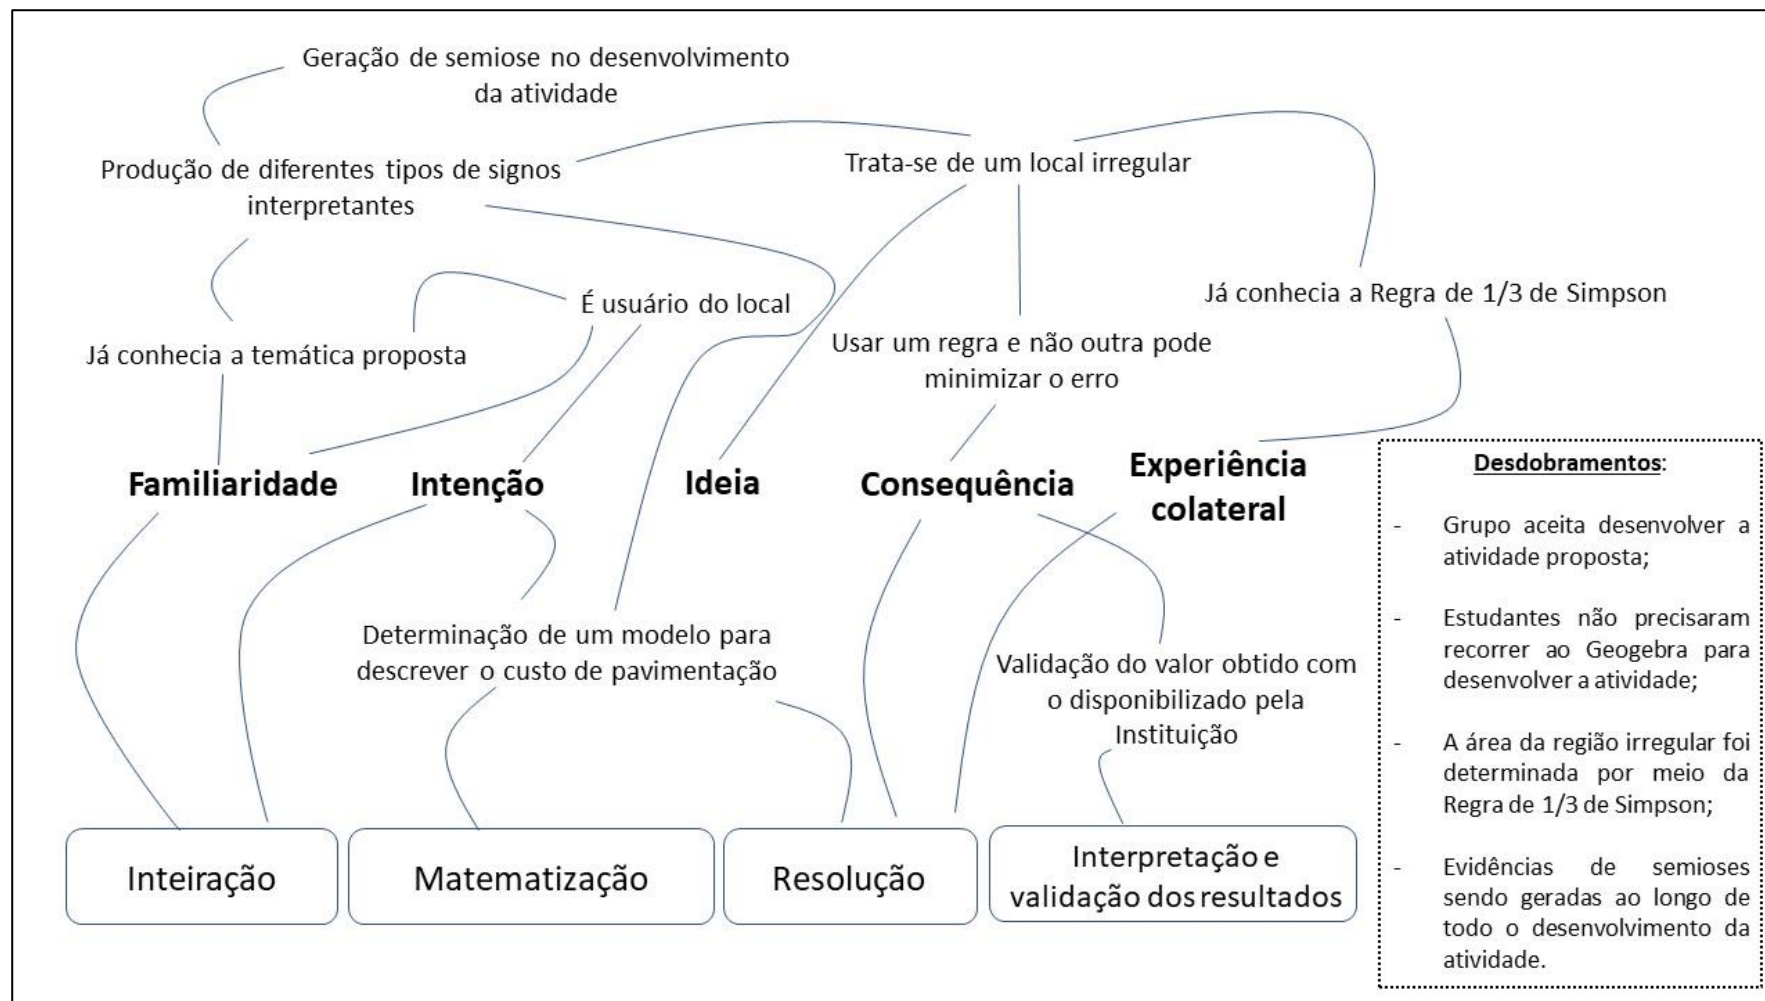 Geração de semiose no desenvolvimento
da atividade
Produção de diferentes tipos de signos
interpretantes
Trata-se de um local irregular
Já conhecia a Regra de 1/3 de Simpson
É usuário do local
Já conhecia a temática proposta
Usar um regra e não outra pode
minimizar o erro
Familiaridade
Intenção
Ideia
Consequência
Experiência
colateral
Determinação de um modelo para
descrever o custo de pavimentação
Validação do valor obtido com
o disponibilizado pela
Instituição
Inteiração
Matematização
Resolução
Interpretação e
validação dos resultados
Desdobramentos:
- Grupo aceita desenvolver a
atividade proposta;
- Estudantes não precisaram
recorrer ao Geogebra para
desenvolver a atividade;
- A área da região irregular foi
determinada por meio da
Regra de 1/3 de Simpson;
- Evidências de semioses
sendo geradas ao longo de
todo o desenvolvimento da
atividade.